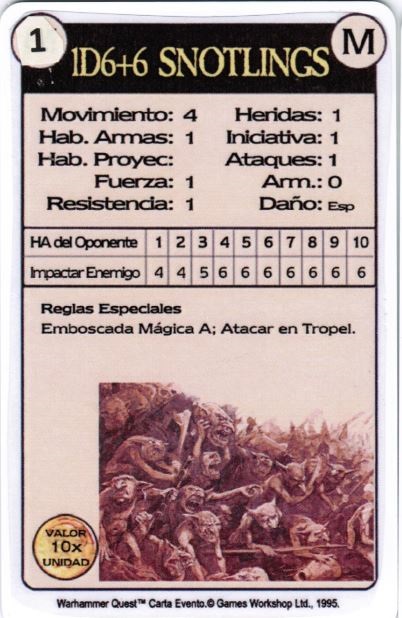 1
M
1D6+6 SNOTLINGS
Movimiento: 4 Heridas: 1
Hab. Armas: 1 Iniciativa: 1
Hab. Proyec: Ataques: 1
Fuerza: 1 Arm.: 0
Resistencia: 1 Daño: Esp
HA del Oponente 1 2 3 4 5 6 7 8 9 10
Impactar Enemigo 4 4 5 6 6 6 6 6 6 6
Reglas Especiales
Emboscada Mágica A; Atacar en Tropel.
VALOR
10x
UNIDAD
Warhammer Quest™ Carta Evento.© Games Workshop Ltd., 1995.